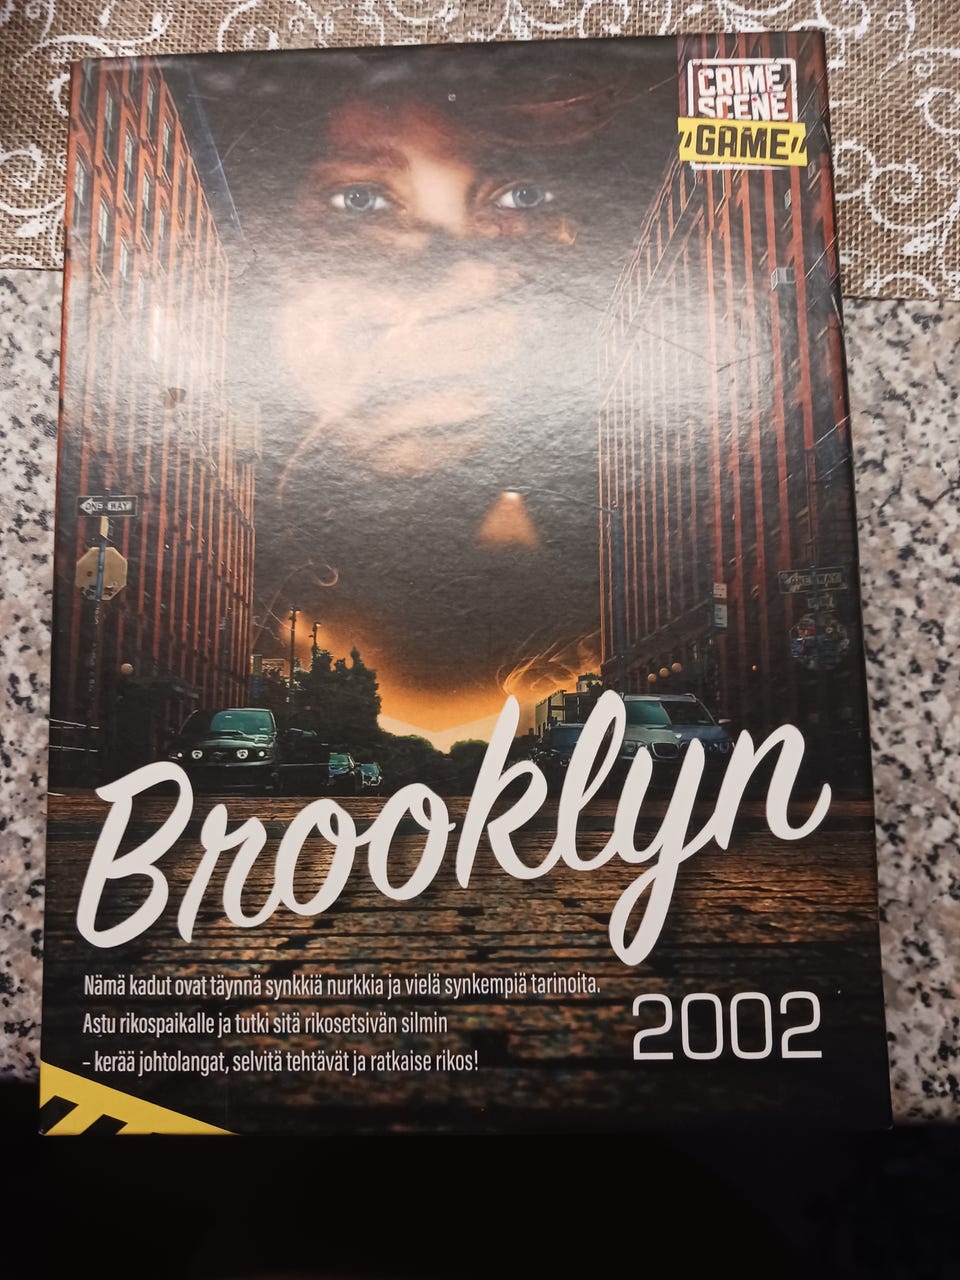 CRIME
SCENE
GAME
ONE WAY
ONE WAY
Brooklyn
Nämä kadut ovat täynnä synkkiä nurkkia ja vielä synkempiä tarinoita.
Astu rikospaikalle ja tutki sitä rikosetsivän silmin
– kerää johtolangat, selvitä tehtävät ja ratkaise rikos!
2002